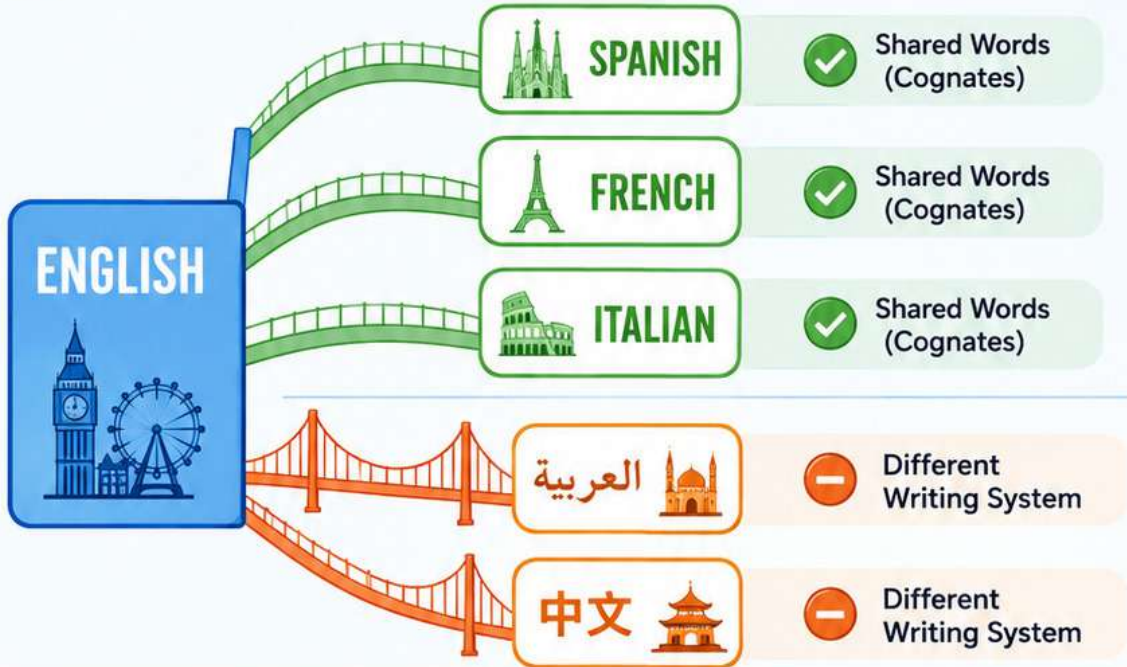 ENGLISH
SPANISH
Shared Words
(Cognates)
FRENCH
Shared Words
(Cognates)
ITALIAN
Shared Words
(Cognates)
العربية
Different
Writing System
中文
Different
Writing System